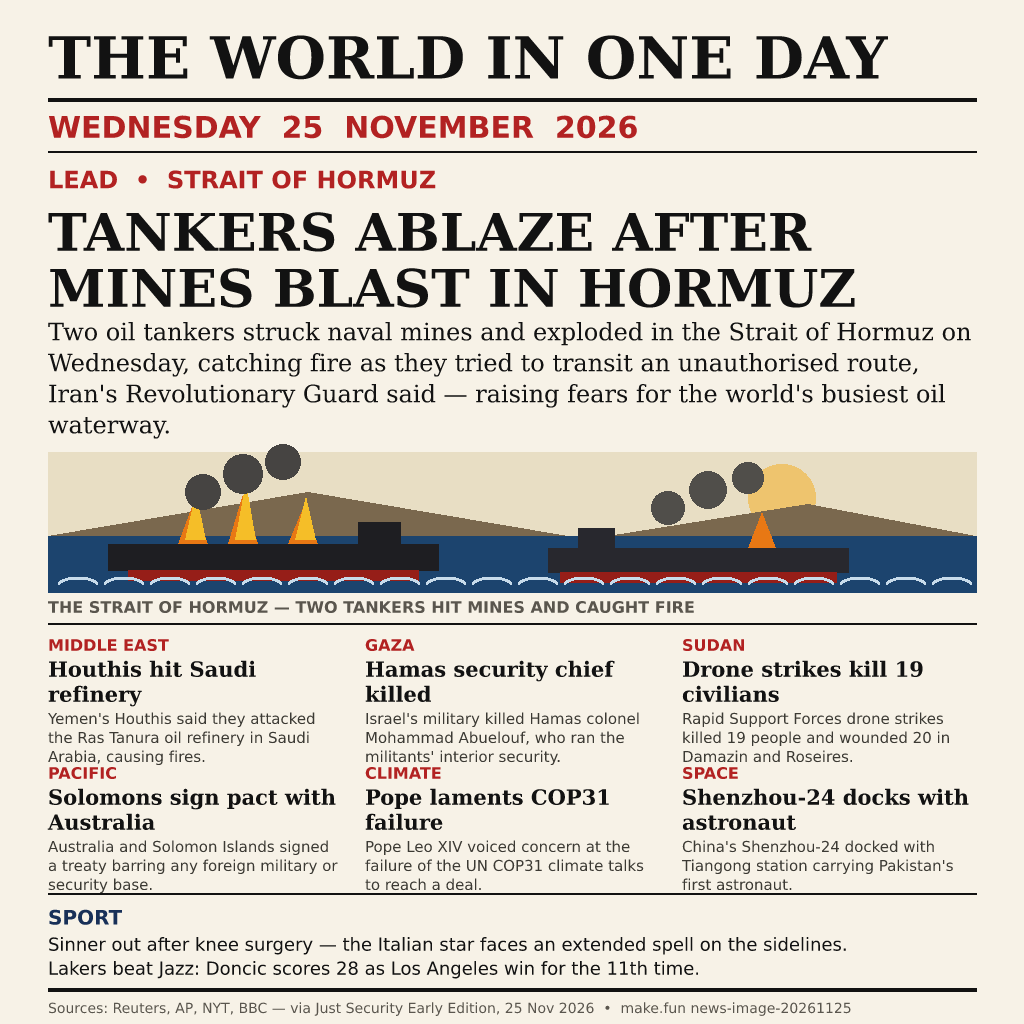 THE WORLD IN ONE DAY
WEDNESDAY 25 NOVEMBER 2026
LEAD • STRAIT OF HORMUZ
TANKERS ABLAZE AFTER
MINES BLAST IN HORMUZ
Two oil tankers struck naval mines and exploded in the Strait of Hormuz on
Wednesday, catching fire as they tried to transit an unauthorised route,
Iran's Revolutionary Guard said — raising fears for the world's busiest oil
waterway.
THE STRAIT OF HORMUZ — TWO TANKERS HIT MINES AND CAUGHT FIRE
MIDDLE EAST
Houthis hit Saudi
refinery
Yemen's Houthis said they attacked
the Ras Tanura oil refinery in Saudi
Arabia, causing fires.
GAZA
Hamas security chief
killed
Israel's military killed Hamas colonel
Mohammad Abuelouf, who ran the
militants' interior security.
SUDAN
Drone strikes kill 19
civilians
Rapid Support Forces drone strikes
killed 19 people and wounded 20 in
Damazin and Roseires.
PACIFIC
Solomons sign pact with
Australia
Australia and Solomon Islands signed
a treaty barring any foreign military or
security base.
CLIMATE
Pope laments COP31
failure
Pope Leo XIV voiced concern at the
failure of the UN COP31 climate talks
to reach a deal.
SPACE
Shenzhou-24 docks with
astronaut
China's Shenzhou-24 docked with
Tiangong station carrying Pakistan's
first astronaut.
SPORT
Sinner out after knee surgery — the Italian star faces an extended spell on the sidelines.
Lakers beat Jazz: Doncic scores 28 as Los Angeles win for the 11th time.
Sources: Reuters, AP, NYT, BBC — via Just Security Early Edition, 25 Nov 2026 • make.fun news-image-20261125